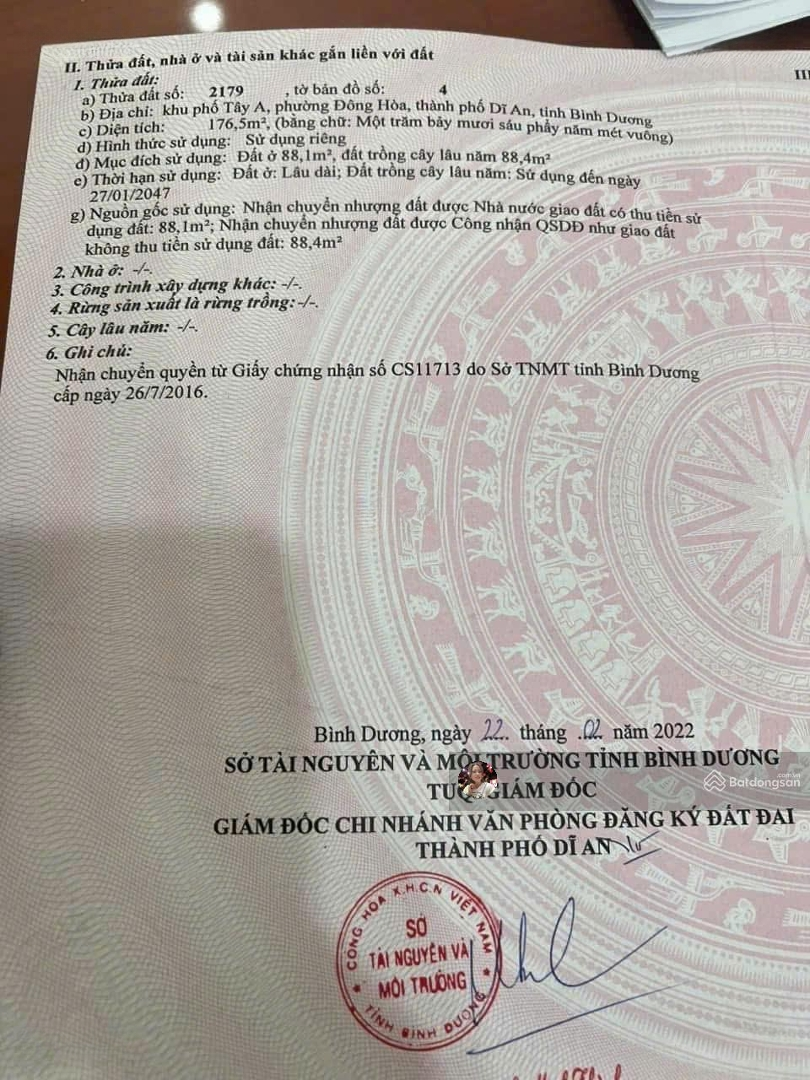 II. Thửa đất, nhà ở và tài sản khác gắn liền với đất
III
1. Thửa đất:
a) Thửa đất số: 2179 , tờ bản đồ số: 4
b) Địa chỉ: khu phố Tây A, phường Đông Hòa, thành phố Dĩ An, tỉnh Bình Dương
c) Diện tích: 176,5m², (bằng chữ: Một trăm bảy mươi sáu phẩy năm mét vuông)
d) Hình thức sử dụng: Sử dụng riêng
đ) Mục đích sử dụng: Đất ở 88,1m², đất trồng cây lâu năm 88,4m²
e) Thời hạn sử dụng: Đất ở: Lâu dài; Đất trồng cây lâu năm: Sử dụng đến ngày
27/01/2047
g) Nguồn gốc sử dụng: Nhận chuyển nhượng đất được Nhà nước giao đất có thu tiền sử
dụng đất: 88,1m²; Nhận chuyển nhượng đất được Công nhận QSDĐ như giao đất
không thu tiền sử dụng đất: 88,4m²
2. Nhà ở: -/-.
3. Công trình xây dựng khác: -/-.
4. Rừng sản xuất là rừng trồng:-/-.
5. Cây lâu năm: -/-.
6. Ghi chú:
Nhận chuyển quyền từ Giấy chứng nhận số CS11713 do Sở TNMT tỉnh Bình Dương
cấp ngày 26/7/2016.
Bình Dương, ngày 22.. tháng .02. năm 2022
SỞ TÀI NGUYÊN VÀ MÔI TRƯỜNG TỈNH BÌNH DƯƠNG
TUQ. GIÁM ĐỐC
Batdongsan.com.vn
GIÁM ĐỐC CHI NHÁNH VĂN PHÒNG ĐĂNG KÝ ĐẤT ĐAI
THÀNH PHỐ DĨ AN
CỘNG HÒA X.H.C.N VIỆT NAM
SỞ
TÀI NGUYÊN VÀ
MÔI TRƯỜNG
TỈNH BÌNH DƯƠNG